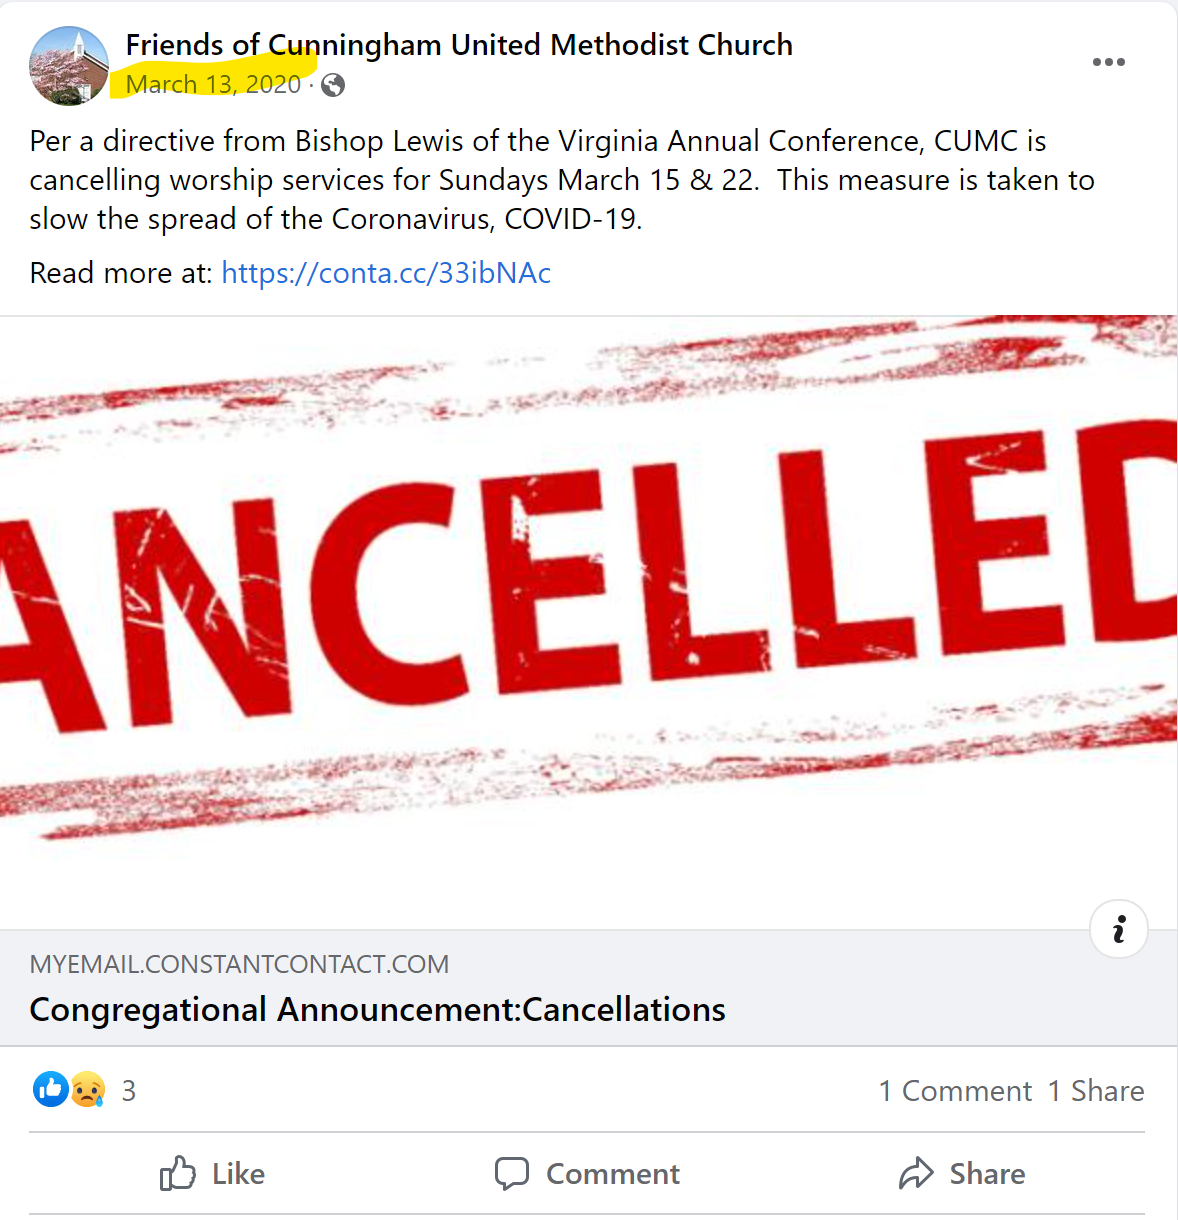 Friends of Cunningham United Methodist Church
March 13, 2020 ·
Per a directive from Bishop Lewis of the Virginia Annual Conference, CUMC is
cancelling worship services for Sundays March 15 & 22.  This measure is taken to
slow the spread of the Coronavirus, COVID-19.
Read more at: https://conta.cc/33ibNAc
ANCELLED
i
MYEMAIL.CONSTANTCONTACT.COM
Congregational Announcement:Cancellations
3 1 Comment 1 Share
Like Comment Share